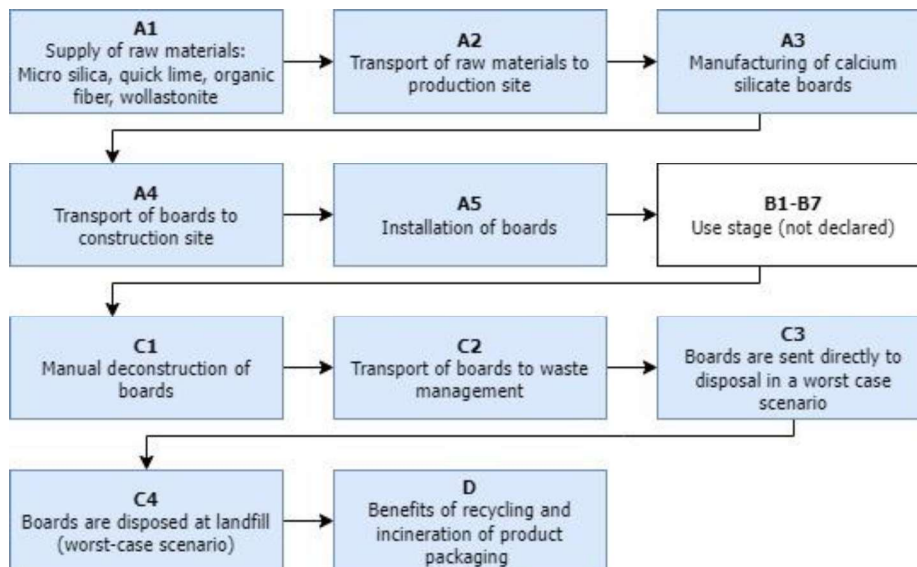 A1
Supply of raw materials:
Micro silica, quick lime, organic
fiber, wollastonite
A2
Transport of raw materials to
production site
A3
Manufacturing of calcium
silicate boards
A4
Transport of boards to
construction site
A5
Installation of boards
B1-B7
Use stage (not declared)
C1
Manual deconstruction of
boards
C2
Transport of boards to waste
management
C3
Boards are sent directly to
disposal in a worst case
scenario
C4
Boards are disposed at landfill
(worst-case scenario)
D
Benefits of recycling and
incineration of product
packaging